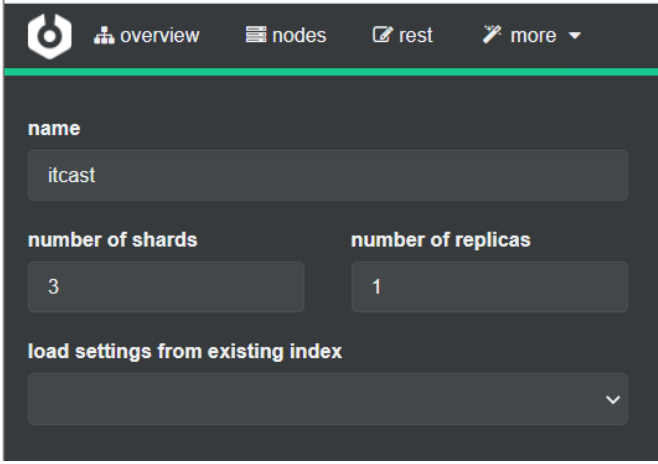 overview nodes rest more
name
itcast
number of shards number of replicas
3 1
load settings from existing index